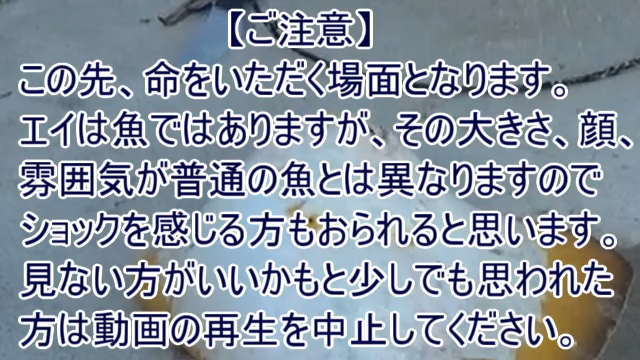 【ご注意】
この先、命をいただく場面となります。
エイは魚ではありますが、その大きさ、顔、
雰囲気が普通の魚とは異なりますので
ショックを感じる方もおられると思います。
見ない方がいいかもと少しでも思われた
方は動画の再生を中止してください。